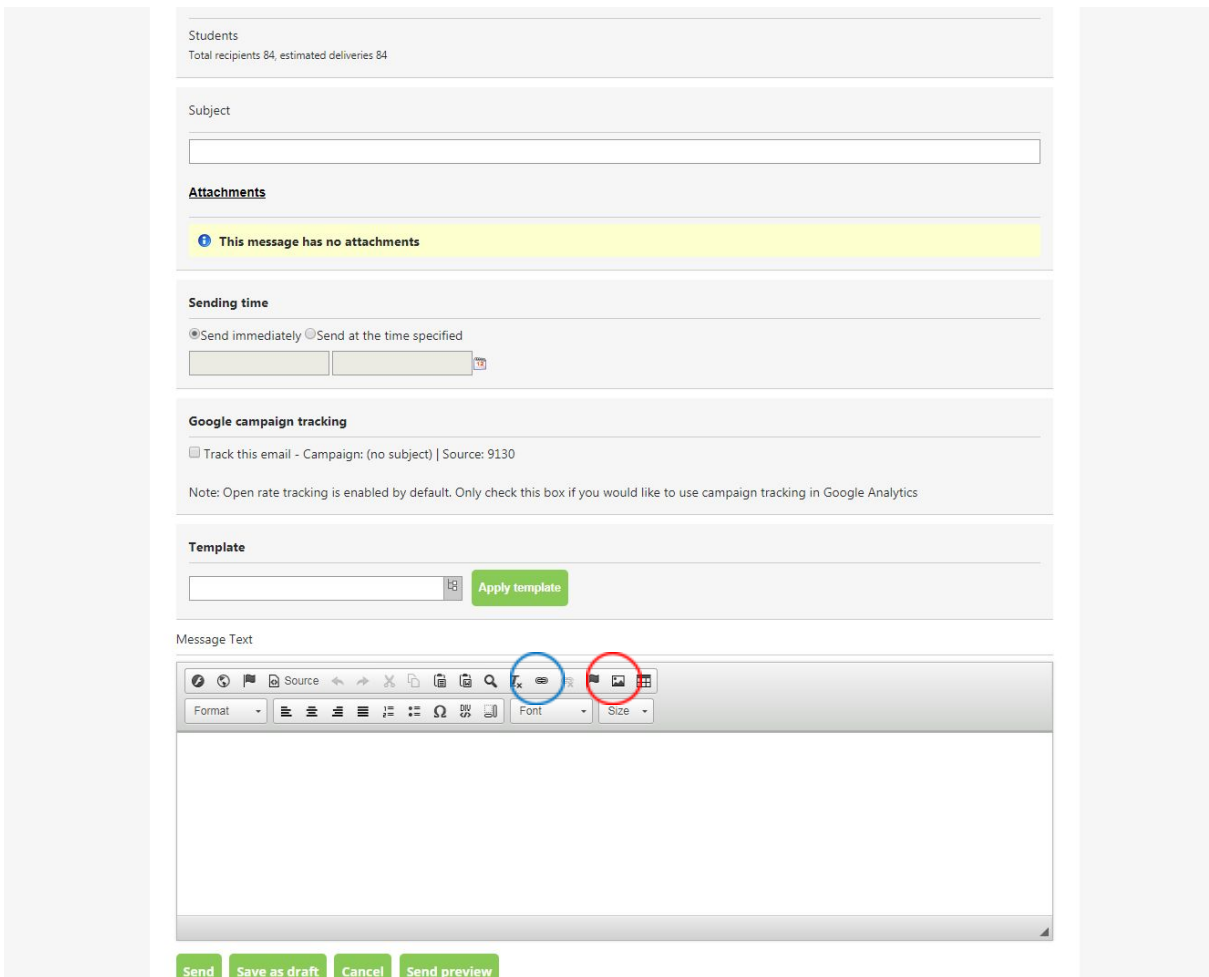 Students
Total recipients 84, estimated deliveries 84
Subject
Attachments
This message has no attachments
Sending time
Send immediately Send at the time specified
Google campaign tracking
Track this email - Campaign: (no subject) | Source: 9130
Note: Open rate tracking is enabled by default. Only check this box if you would like to use campaign tracking in Google Analytics
Template
Apply template
Message Text
Source
Format Font Size
Send Save as draft Cancel Send preview